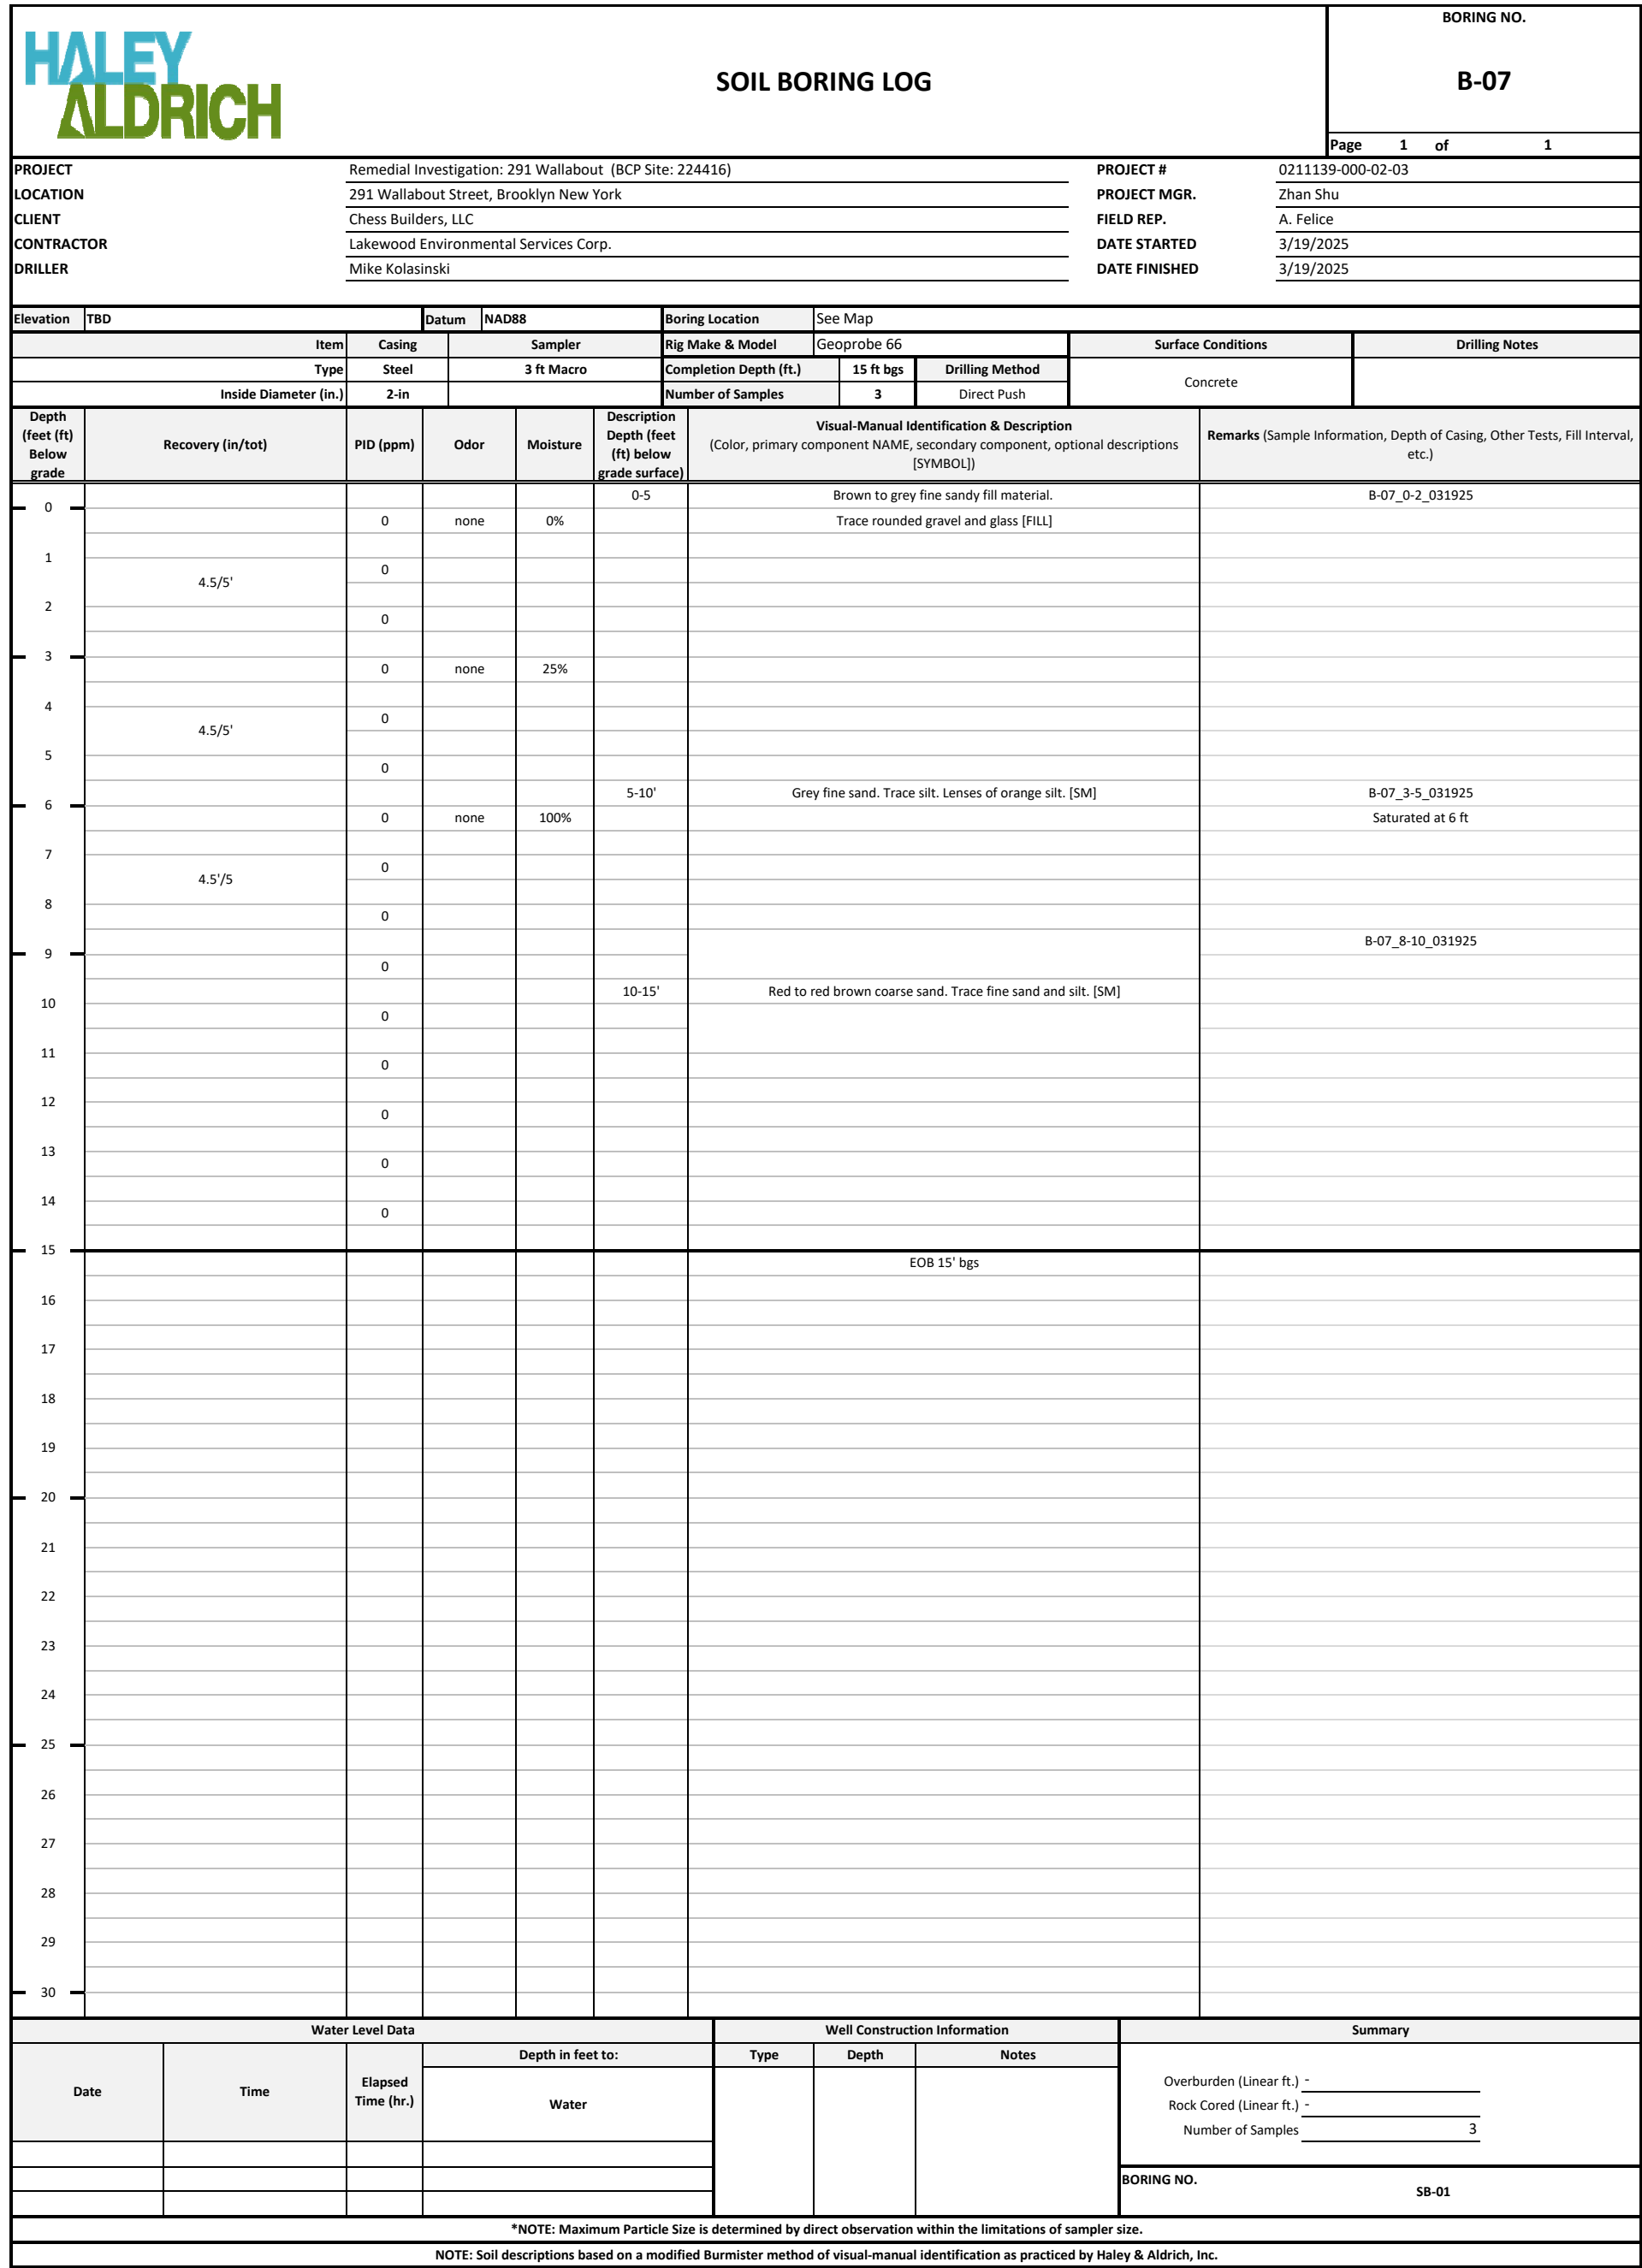 HALEY
ALDRICH
SOIL BORING LOG
BORING NO.
B-07
Page 1 of 1
PROJECT Remedial Investigation: 291 Wallabout (BCP Site: 224416) PROJECT # 0211139-000-02-03
LOCATION 291 Wallabout Street, Brooklyn New York PROJECT MGR. Zhan Shu
CLIENT Chess Builders, LLC FIELD REP. A. Felice
CONTRACTOR Lakewood Environmental Services Corp. DATE STARTED 3/19/2025
DRILLER Mike Kolasinski DATE FINISHED 3/19/2025
Elevation TBD Datum NAD88 Boring Location See Map
Item Casing Sampler Rig Make & Model Geoprobe 66 Surface Conditions Drilling Notes
Type Steel 3 ft Macro Completion Depth (ft.) 15 ft bgs Drilling Method
Concrete
Inside Diameter (in.) 2-in Number of Samples 3 Direct Push
Depth
(feet (ft)
Below
grade
Recovery (in/tot)
PID (ppm)
Odor
Moisture
Description
Depth (feet
(ft) below
grade surface)
Visual-Manual Identification & Description
(Color, primary component NAME, secondary component, optional descriptions
[SYMBOL])
Remarks (Sample Information, Depth of Casing, Other Tests, Fill Interval,
etc.)
0-5 Brown to grey fine sandy fill material. B-07_0-2_031925
0
0 none 0% Trace rounded gravel and glass [FILL]
1
0
4.5/5'
2
0
3
0 none 25%
4
0
4.5/5'
5
0
5-10' Grey fine sand. Trace silt. Lenses of orange silt. [SM] B-07_3-5_031925
6
0 none 100% Saturated at 6 ft
7
0
4.5'/5
8
0
B-07_8-10_031925
9
0
10-15' Red to red brown coarse sand. Trace fine sand and silt. [SM]
10
0
11
0
12
0
13
0
14
0
15
EOB 15' bgs
16
17
18
19
20
21
22
23
24
25
26
27
28
29
30
Water Level Data Well Construction Information Summary
Date
Time
Elapsed
Time (hr.)
Depth in feet to:
Water
Type Depth Notes
Overburden (Linear ft.) -
Rock Cored (Linear ft.) -
Number of Samples 3
BORING NO.
SB-01
*NOTE: Maximum Particle Size is determined by direct observation within the limitations of sampler size.
NOTE: Soil descriptions based on a modified Burmister method of visual-manual identification as practiced by Haley & Aldrich, Inc.